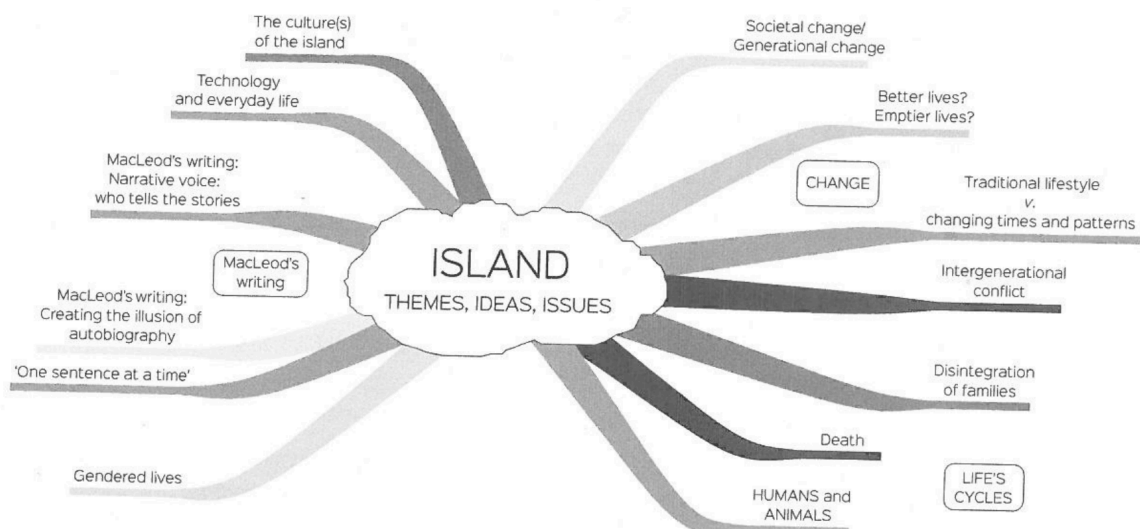 The culture(s)
of the island
Technology
and everyday life
MacLeod's writing:
Narrative voice:
who tells the stories
MacLeod's
writing
MacLeod's writing:
Creating the illusion of
autobiography
'One sentence at a time'
Gendered lives
ISLAND
THEMES, IDEAS, ISSUES
Societal change/
Generational change
Better lives?
Emptier lives?
CHANGE
Traditional lifestyle
v.
changing times and patterns
Intergenerational
conflict
Disintegration
of families
Death
LIFE'S
CYCLES
HUMANS and
ANIMALS